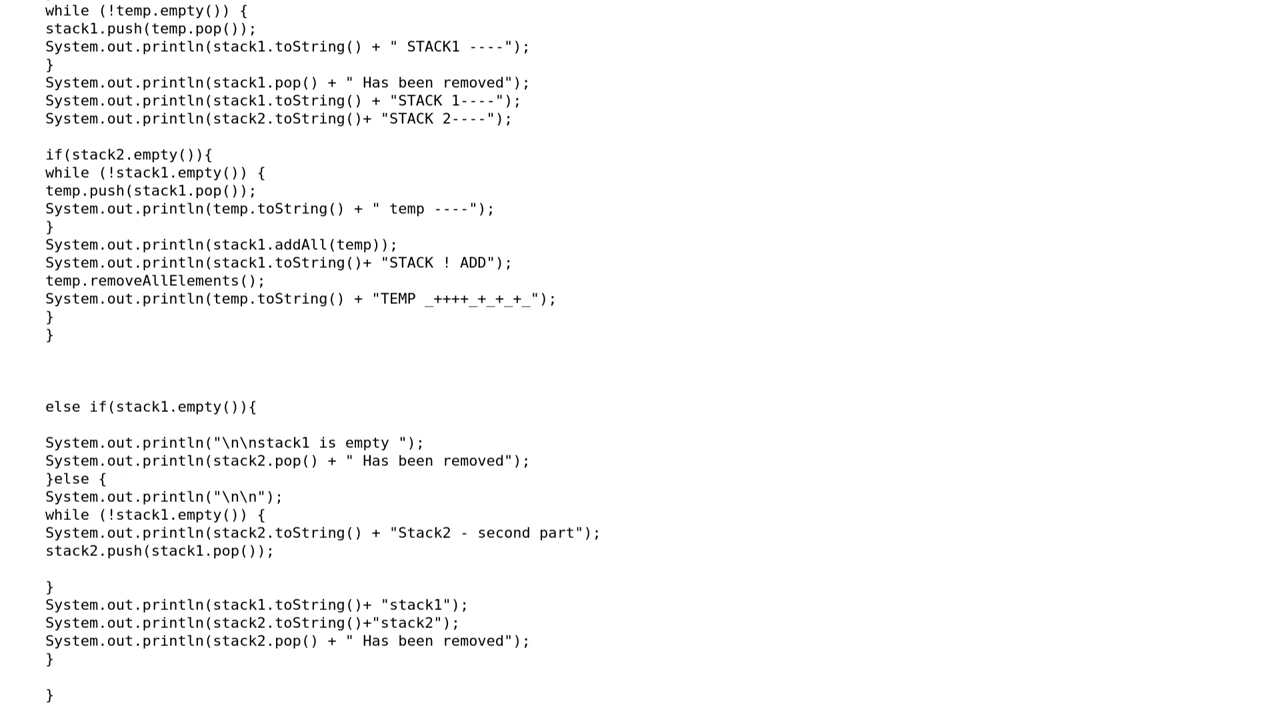 while (!temp.empty()) {
stack1.push(temp.pop());
System.out.println(stack1.toString() + " STACK1 ----");
}
System.out.println(stack1.pop() + " Has been removed");
System.out.println(stack1.toString() + "STACK 1----");
System.out.println(stack2.toString()+ "STACK 2----");
if(stack2.empty()){
while (!stack1.empty()) {
temp.push(stack1.pop());
System.out.println(temp.toString() + " temp ----");
}
System.out.println(stack1.addAll(temp));
System.out.println(stack1.toString()+ "STACK ! ADD");
temp.removeAllElements();
System.out.println(temp.toString() + "TEMP _++++_+_+_+_");
}
}
else if(stack1.empty()){
System.out.println("\n\nstack1 is empty ");
System.out.println(stack2.pop() + " Has been removed");
}else {
System.out.println("\n\n");
while (!stack1.empty()) {
System.out.println(stack2.toString() + "Stack2 - second part");
stack2.push(stack1.pop());
}
System.out.println(stack1.toString()+ "stack1");
System.out.println(stack2.toString()+"stack2");
System.out.println(stack2.pop() + " Has been removed");
}
}